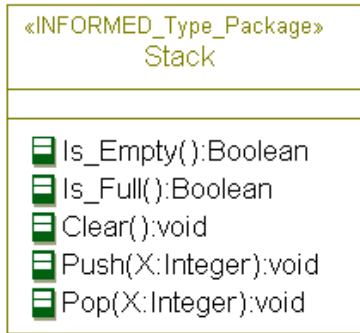 «INFORMED_Type_Package»
Stack
Is_Empty():Boolean
Is_Full():Boolean
Clear():void
Push(X:Integer):void
Pop(X:Integer):void